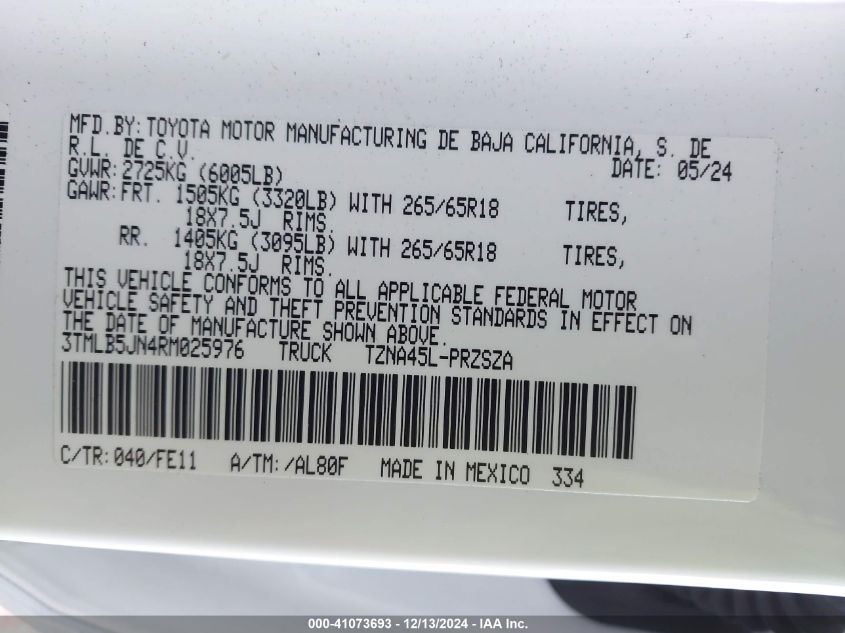 MFD.BY:TOYOTA MOTOR MANUFACTURING DE BAJA CALIFORNIA, S. DE
R.L. DE C.V.
DATE: 05/24
GVWR:2725KG (6005LB)
GAWR:FRT. 1505KG (3320LB) WITH 265/65R18 TIRES,
18X7.5J RIMS.
RR. 1405KG (3095LB) WITH 265/65R18 TIRES,
18X7.5J RIMS.
THIS VEHICLE CONFORMS TO ALL APPLICABLE FEDERAL MOTOR
VEHICLE SAFETY AND THEFT PREVENTION STANDARDS IN EFFECT ON
THE DATE OF MANUFACTURE SHOWN ABOVE.
3TMLB5JN4RM025976 TRUCK TZNA45L-PRZSZA
C/TR:040/FE11 A/TM:/AL80F MADE IN MEXICO 334
000-41073693 - 12/13/2024 - IAA Inc.